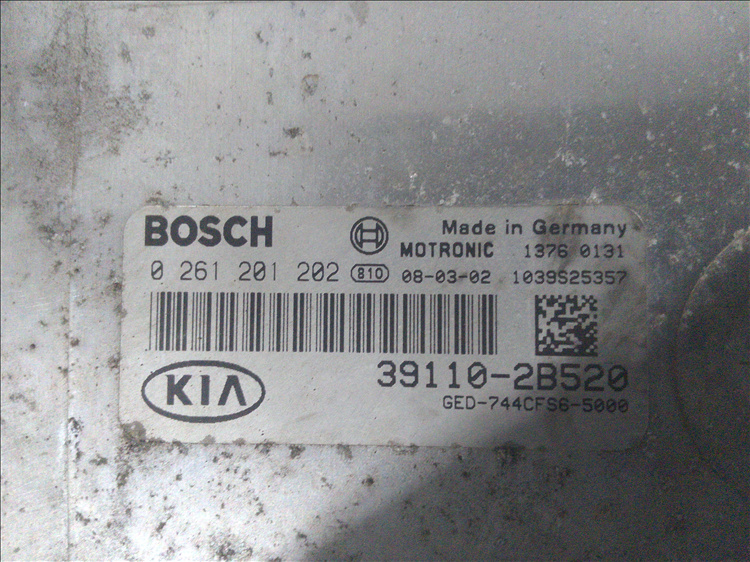 BOSCH Made in Germany
MOTRONIC 1376 0131
0 261 201 202 810 08-03-02 1039S25357
KIA 39110-2B520
GED-744CFS6-5000